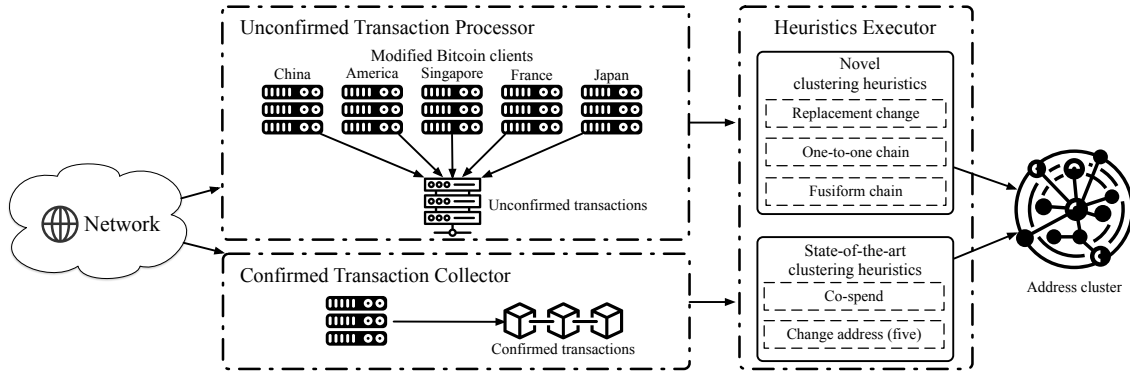 Unconfirmed Transaction Processor
Modified Bitcoin clients
China
America
Singapore
France
Japan
Unconfirmed transactions
Network
Confirmed Transaction Collector
Confirmed transactions
Heuristics Executor
Novel
clustering heuristics
Replacement change
One-to-one chain
Fusiform chain
State-of-the-art
clustering heuristics
Co-spend
Change address (five)
Address cluster